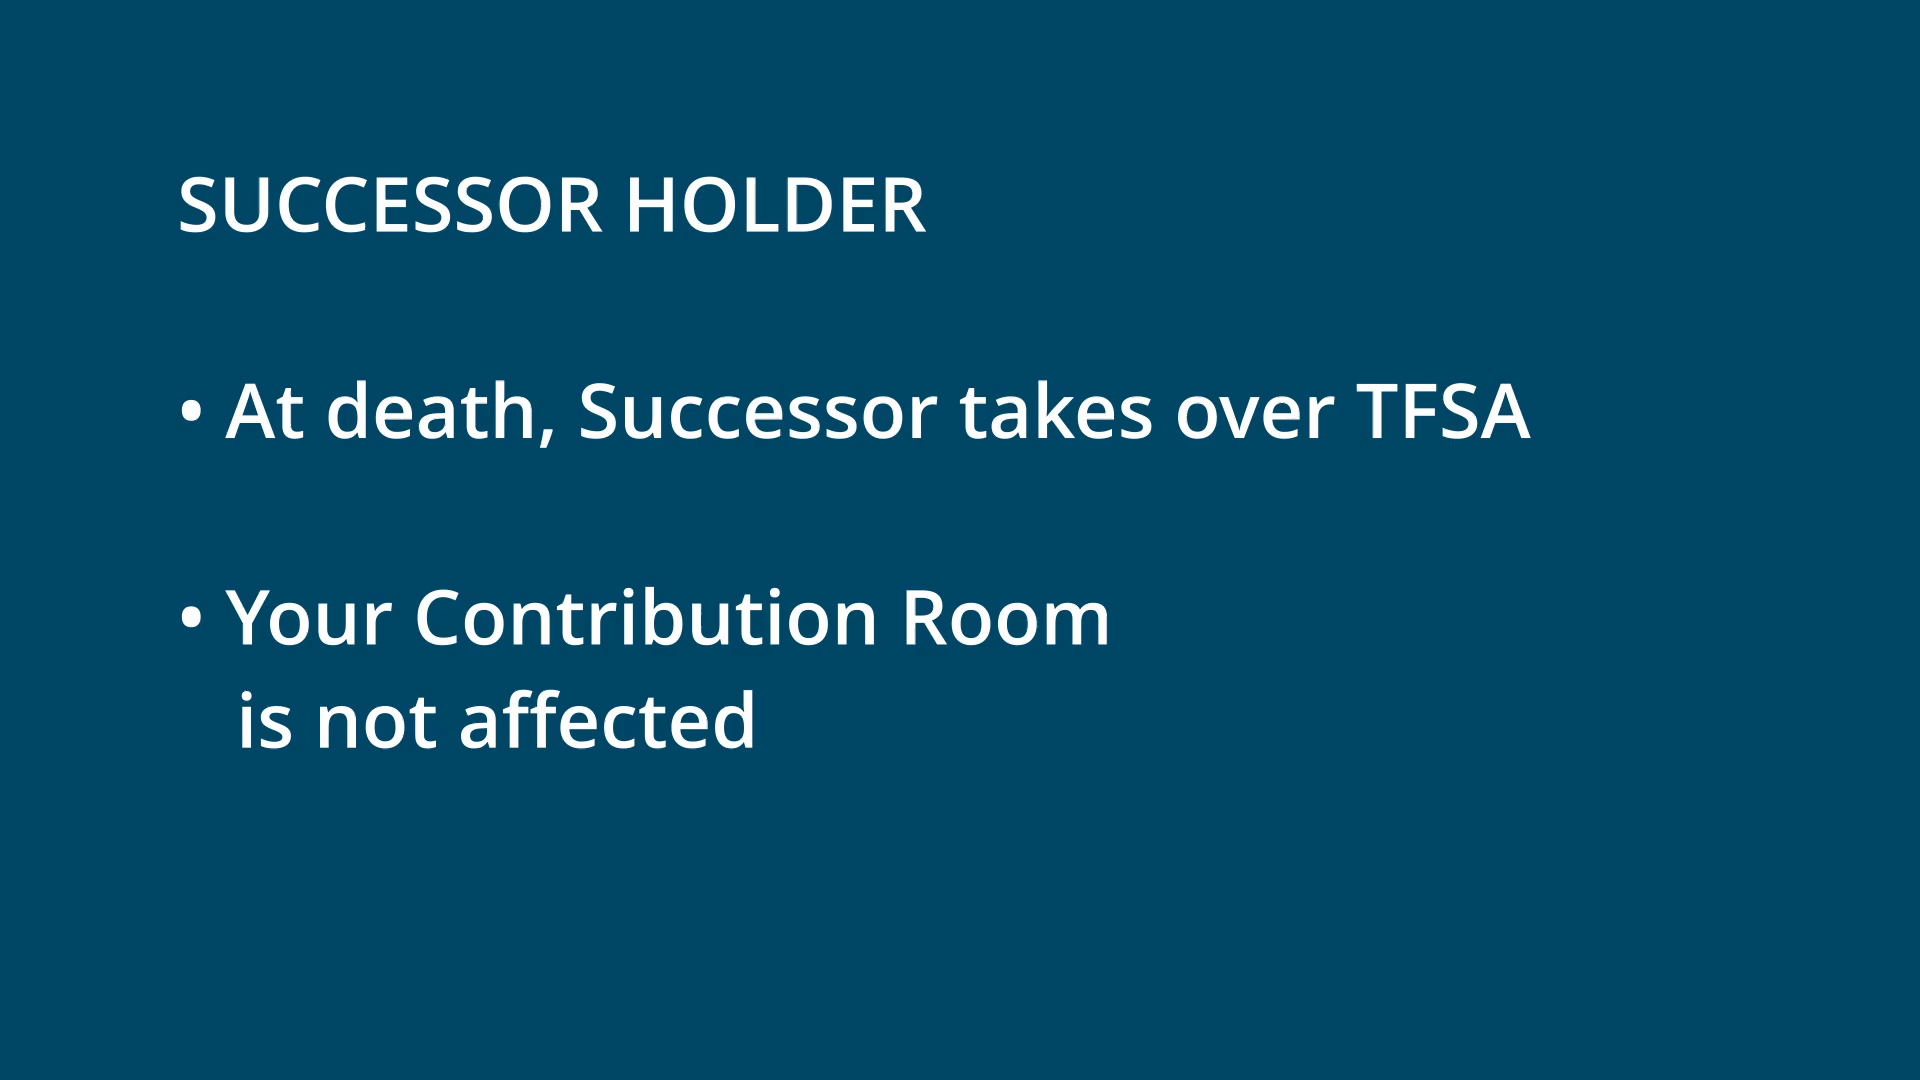 SUCCESSOR HOLDER
• At death, Successor takes over TFSA
• Your Contribution Room
is not affected